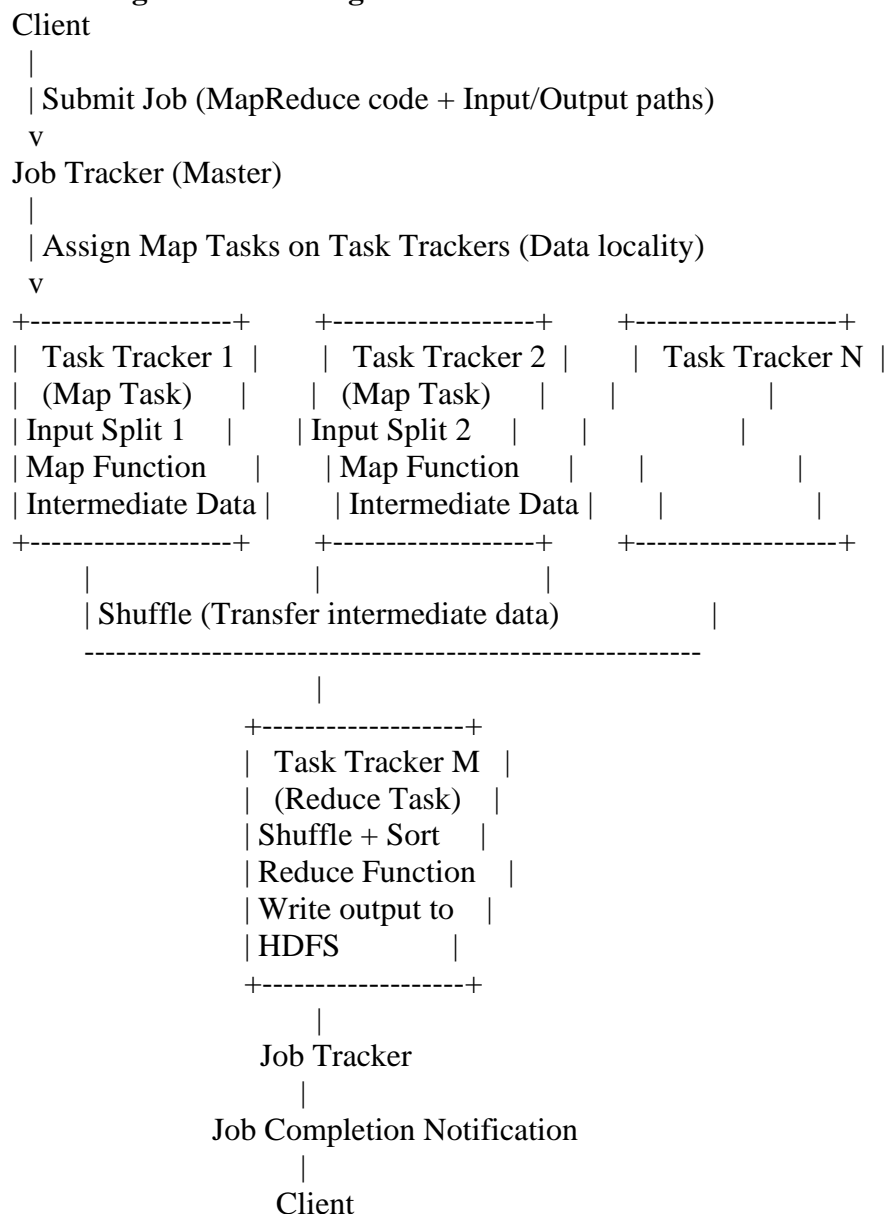 Client
|
| Submit Job (MapReduce code + Input/Output paths)
v
Job Tracker (Master)
|
| Assign Map Tasks on Task Trackers (Data locality)
v
+-------------------+ +-------------------+ +-------------------+
| Task Tracker 1 | | Task Tracker 2 | | Task Tracker N |
| (Map Task) | | (Map Task) | | |
| Input Split 1 | | Input Split 2 | | |
| Map Function | | Map Function | | |
| Intermediate Data | | Intermediate Data | | |
+-------------------+ +-------------------+ +-------------------+
| | |
| Shuffle (Transfer intermediate data) |
---------------------------------------------------------
|
+-------------------+
| Task Tracker M |
| (Reduce Task) |
| Shuffle + Sort |
| Reduce Function |
| Write output to |
| HDFS |
+-------------------+
|
Job Tracker
|
Job Completion Notification
|
Client